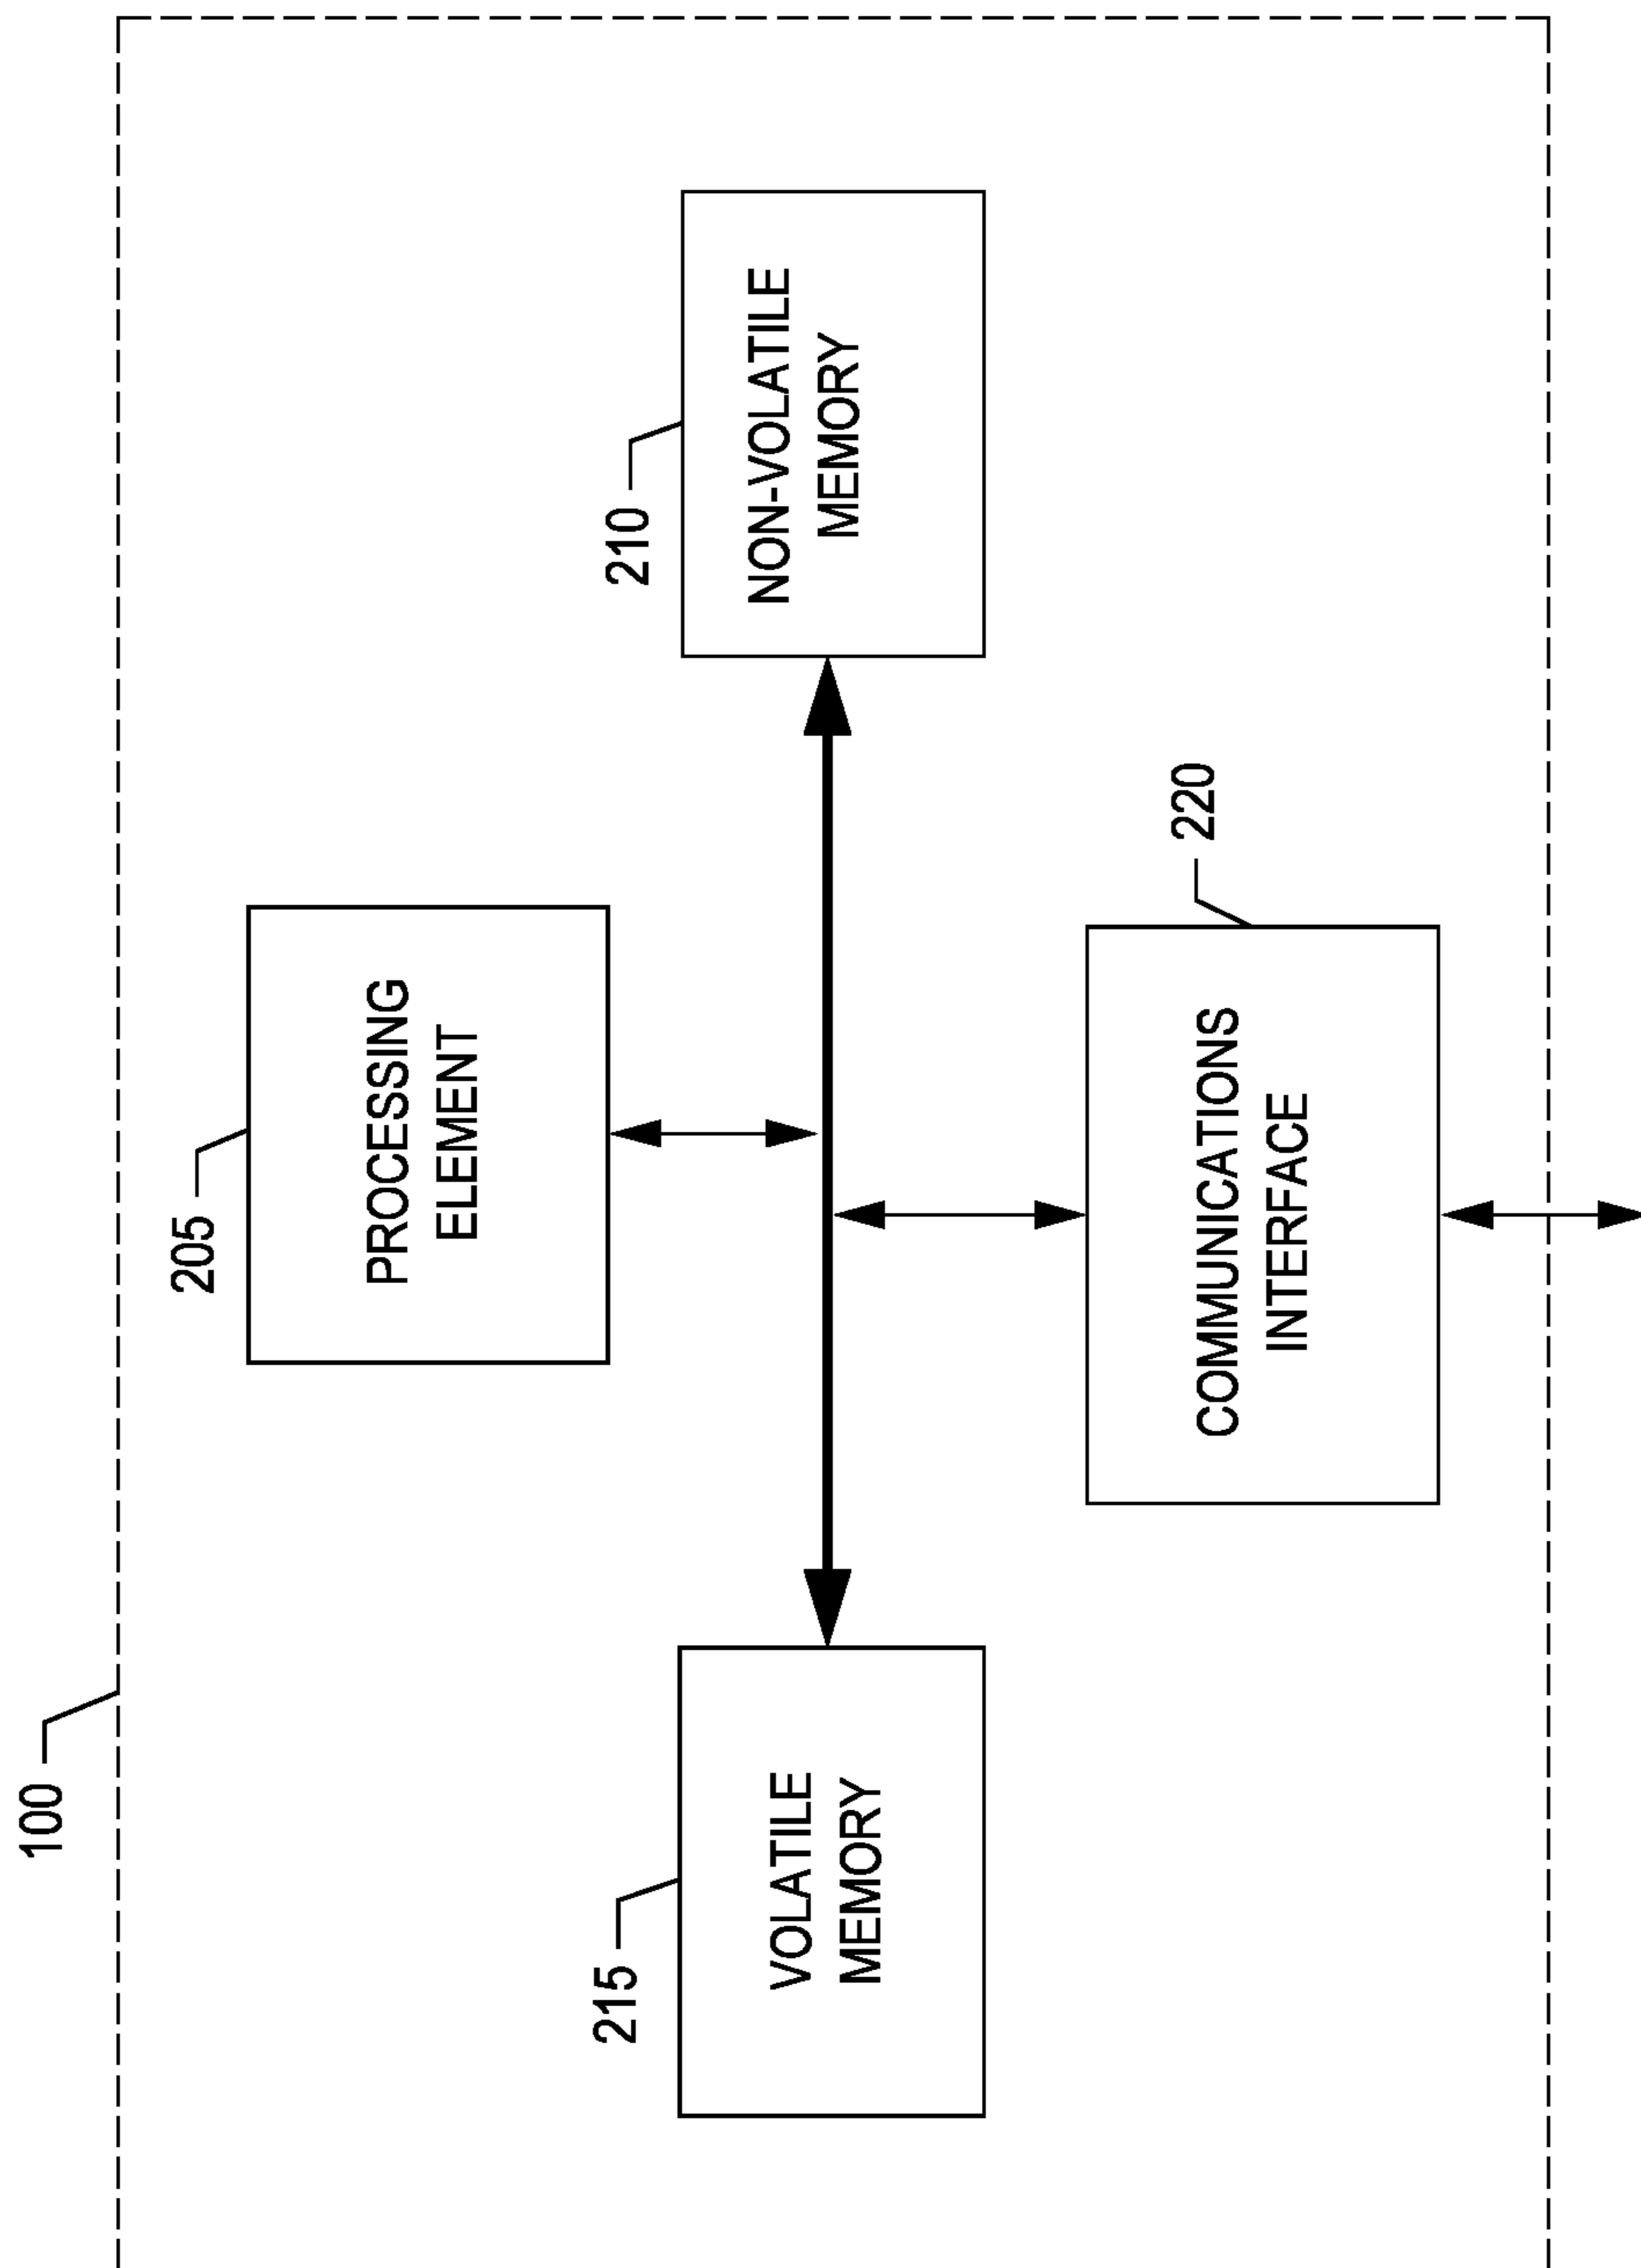 100
205
PROCESSING
ELEMENT
215
VOLATILE
MEMORY
210
NON-VOLATILE
MEMORY
COMMUNICATIONS
INTERFACE
220